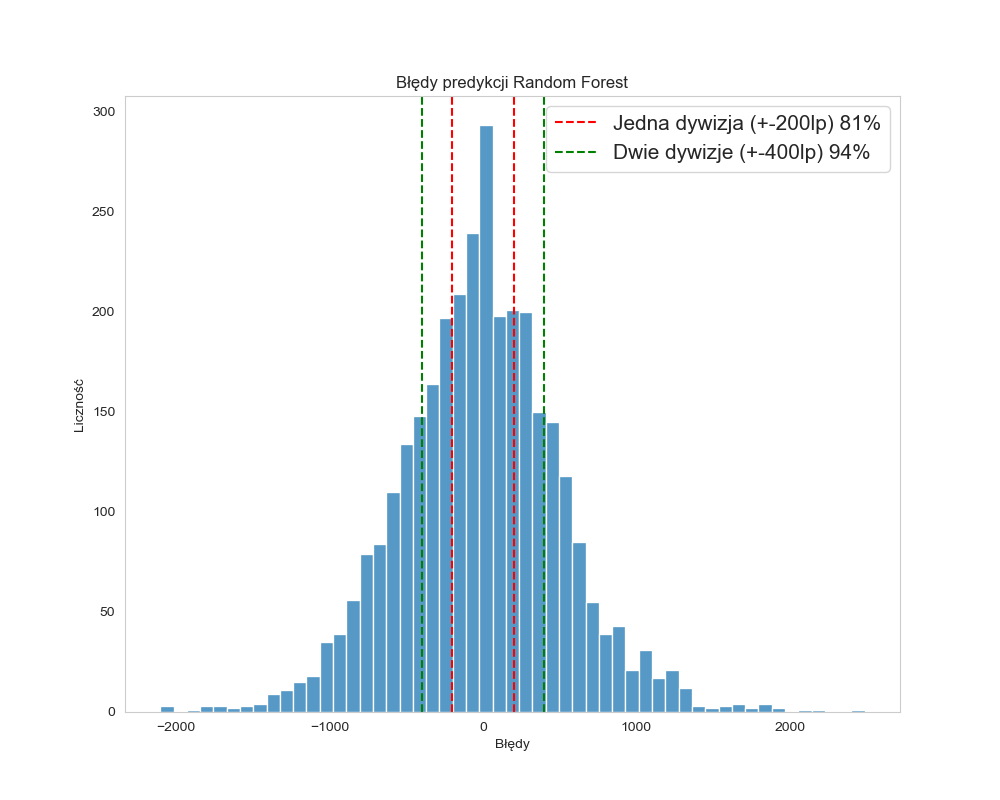 Błędy predykcji Random Forest
Jedna dywizja (+-200lp) 81%
Dwie dywizje (+-400lp) 94%
300
250
200
150
100
50
0
Liczność
−2000
−1000
0
1000
2000
Błędy